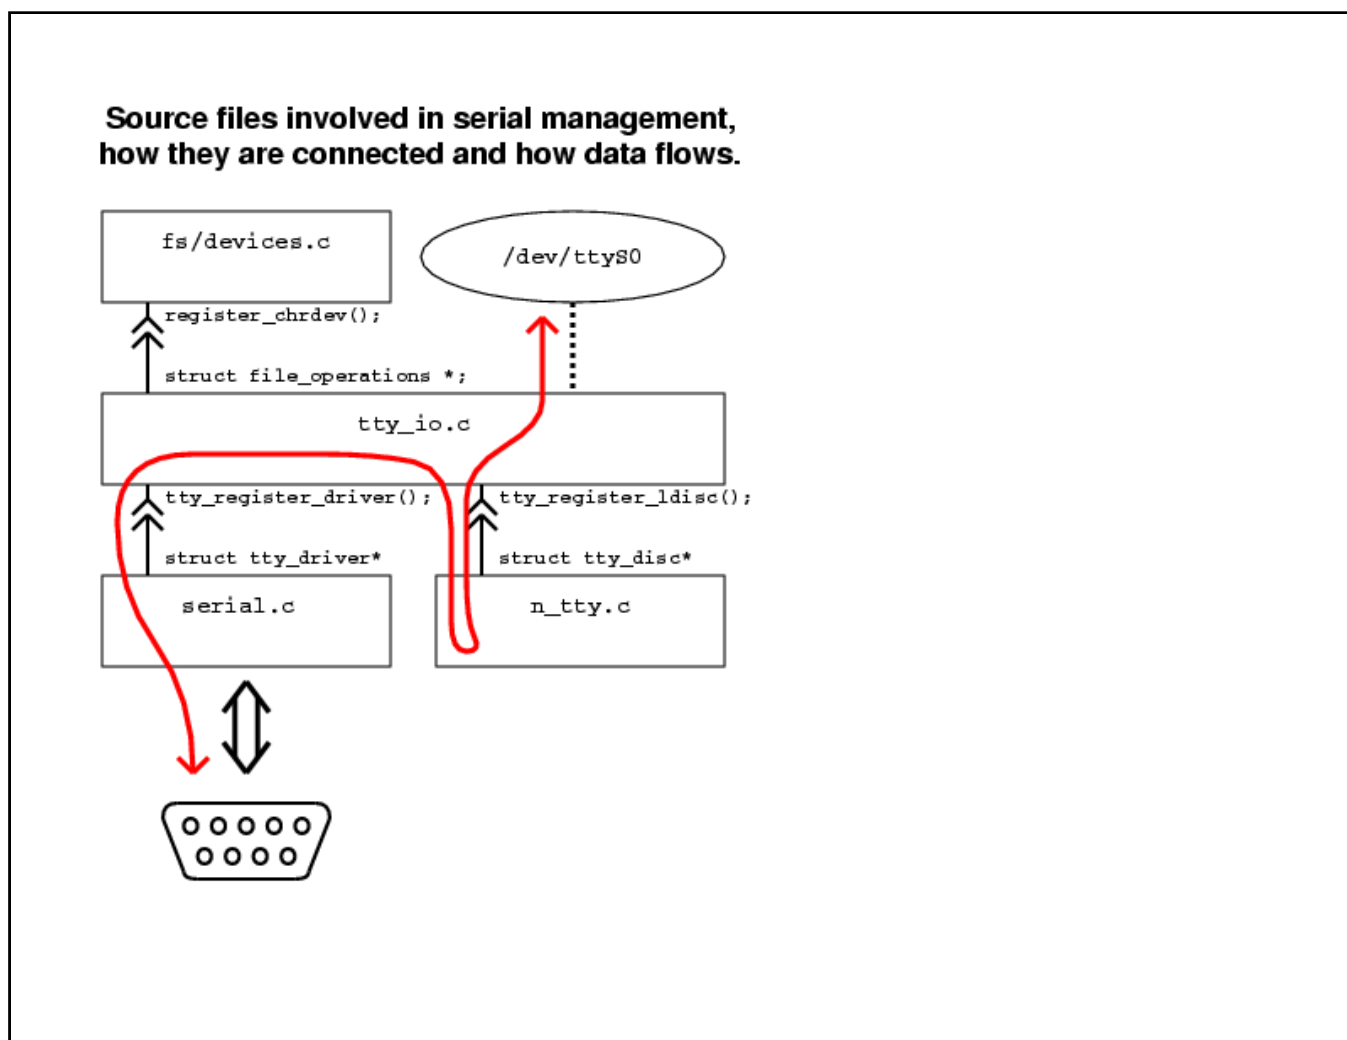 Source files involved in serial management,
how they are connected and how data flows.
fs/devices.c
/dev/ttyS0
register_chrdev();
struct file_operations *;
tty_io.c
tty_register_driver();
tty_register_ldisc();
struct tty_driver*
struct tty_disc*
serial.c
n_tty.c